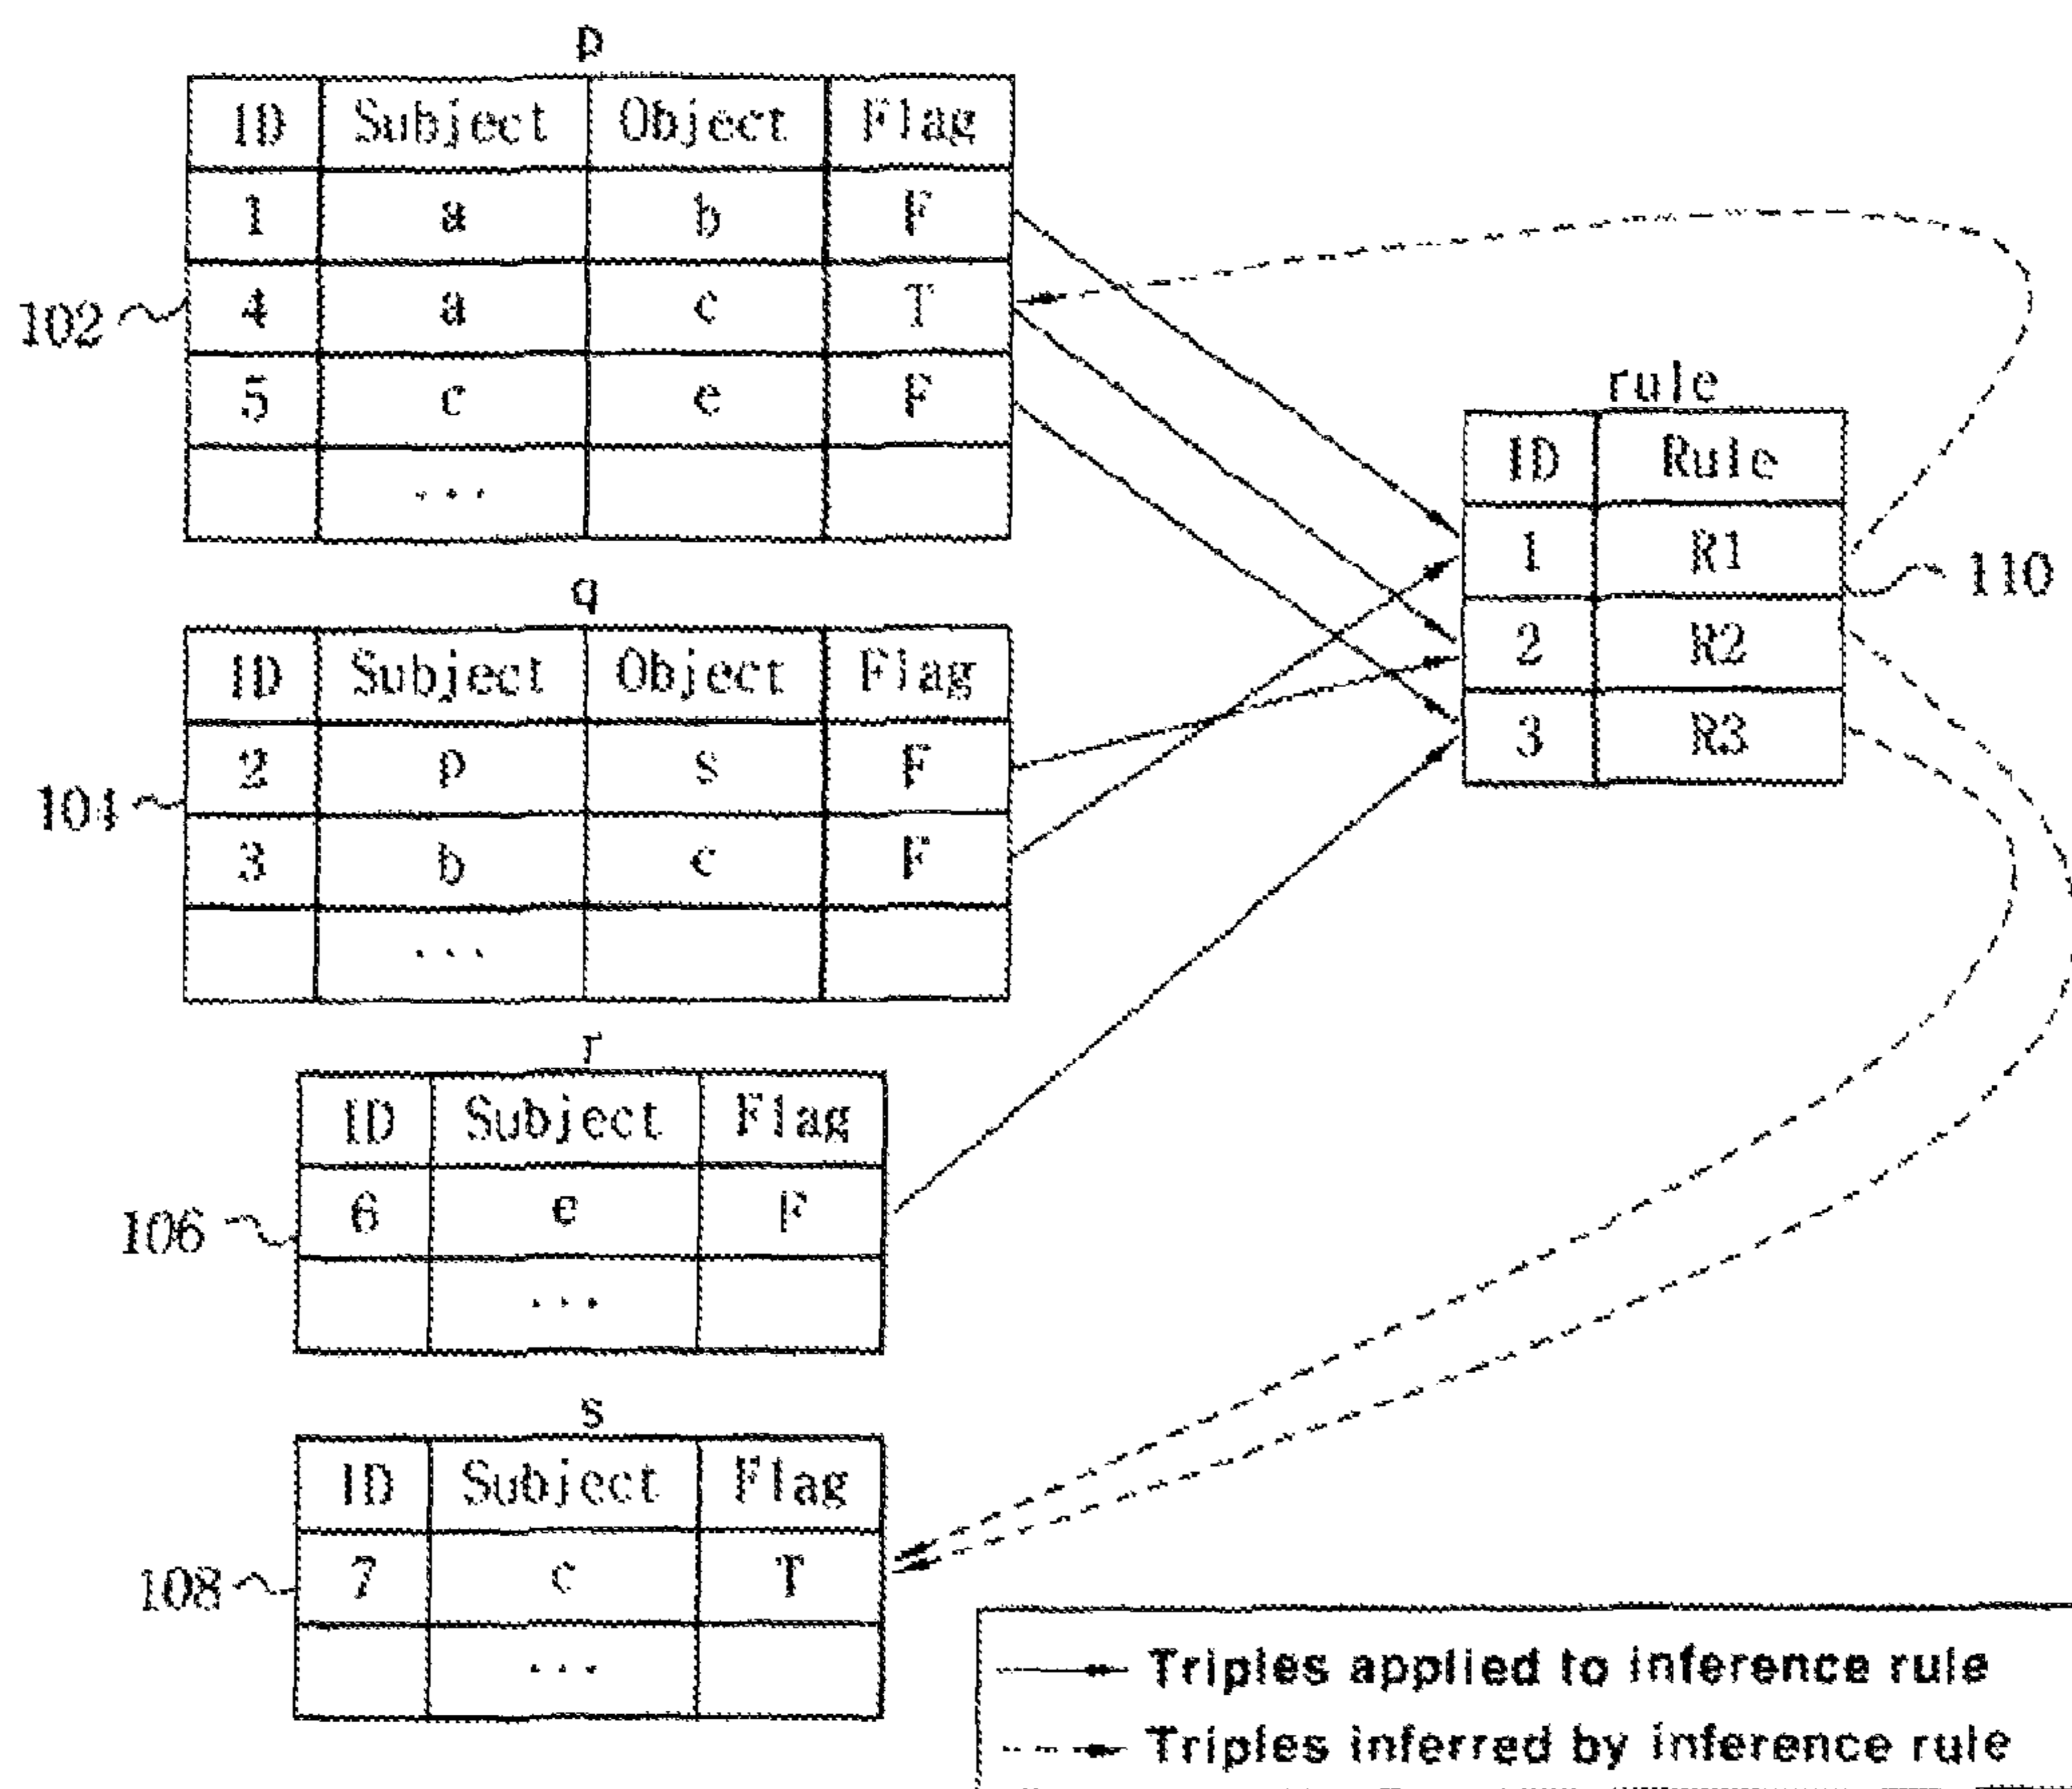 p
ID Subject Object Flag
1 a b F
4 a c T
5 c e F
...
102
q
ID Subject Object Flag
2 p s F
3 b c F
...
104
r
ID Subject Flag
6 e F
...
106
s
ID Subject Flag
7 c T
...
108
rule
ID Rule
1 R1
2 R2
3 R3
110
Triples applied to inference rule
Triples inferred by inference rule